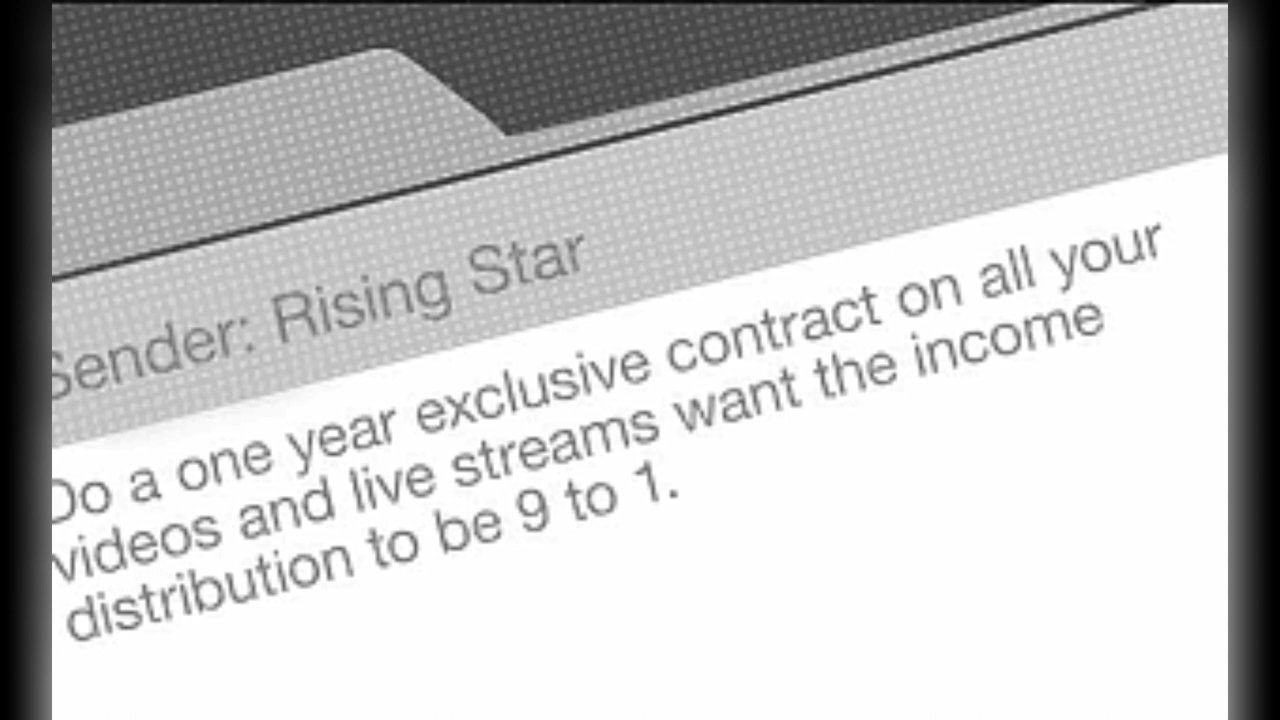 Sender: Rising Star
Do a one year exclusive contract on all your
videos and live streams want the income
distribution to be 9 to 1.